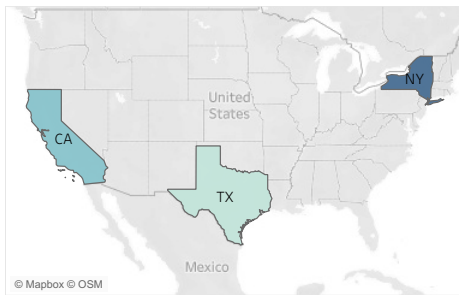 NY
United
States
CA
TX
Mexico
© Mapbox © OSM